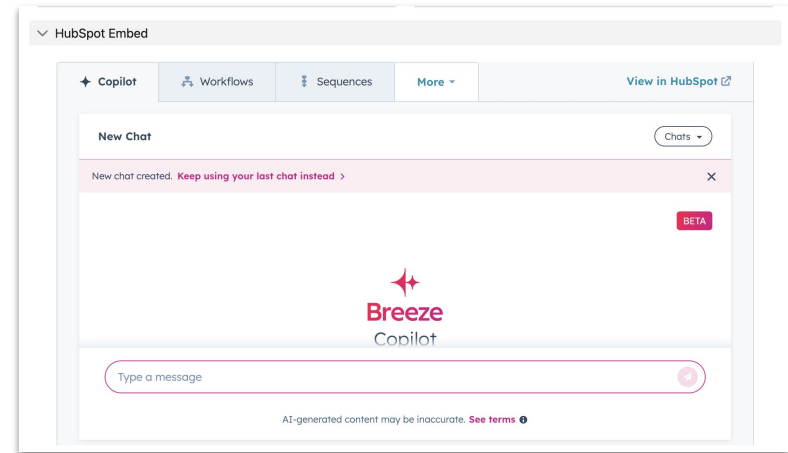 HubSpot Embed
Copilot Workflows Sequences More View in HubSpot
New Chat Chats
New chat created. Keep using your last chat instead
BETA
Breeze
Copilot
Type a message
AI-generated content may be inaccurate. See terms